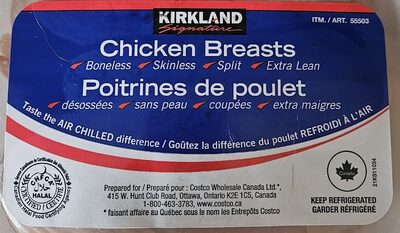 KIRKLAND
Signature
ITM. / ART. 55503
Chicken Breasts
Boneless Skinless Split Extra Lean
Poitrines de poulet
désossées sans peau coupées extra maigres
Taste the AIR CHILLED difference / Goûtez la différence du poulet REFROIDI À L'AIR
HALAL
Prepared for / Préparé pour : Costco Wholesale Canada Ltd.*,
415 W. Hunt Club Road, Ottawa, Ontario K2E 1C5, Canada
1-800-463-3783, www.costco.ca
* faisant affaire au Québec sous le nom les Entrepôts Costco
KEEP REFRIGERATED
GARDER RÉFRIGÉRÉ